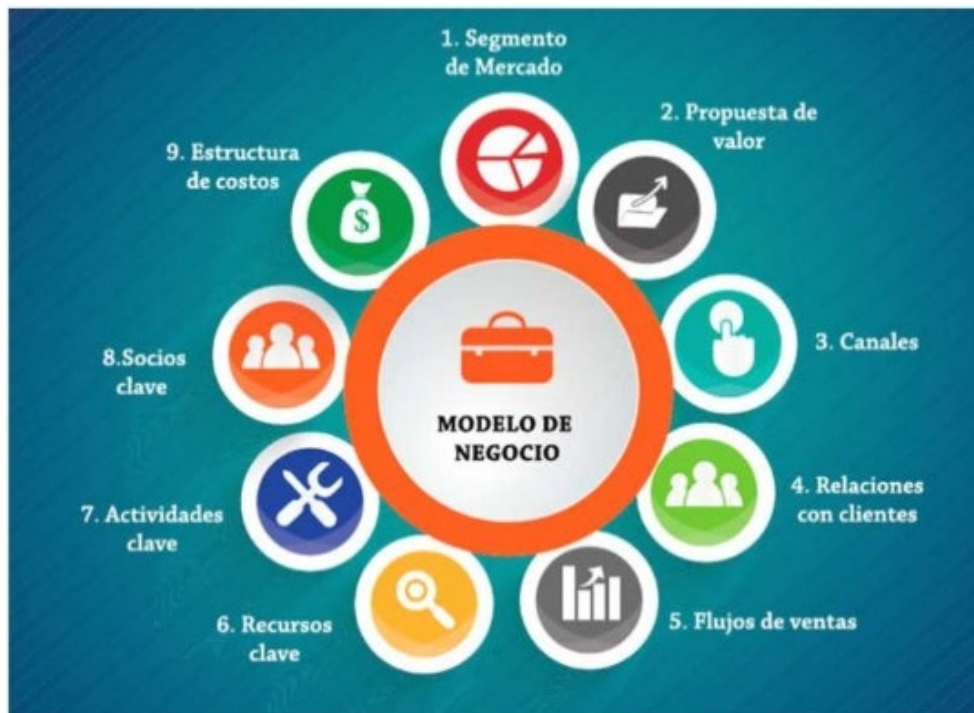 1. Segmento
de Mercado
2. Propuesta de
valor
3. Canales
4. Relaciones
con clientes
5. Flujos de ventas
6. Recursos
clave
7. Actividades
clave
8.Socios
clave
9. Estructura
de costos
$
MODELO DE
NEGOCIO